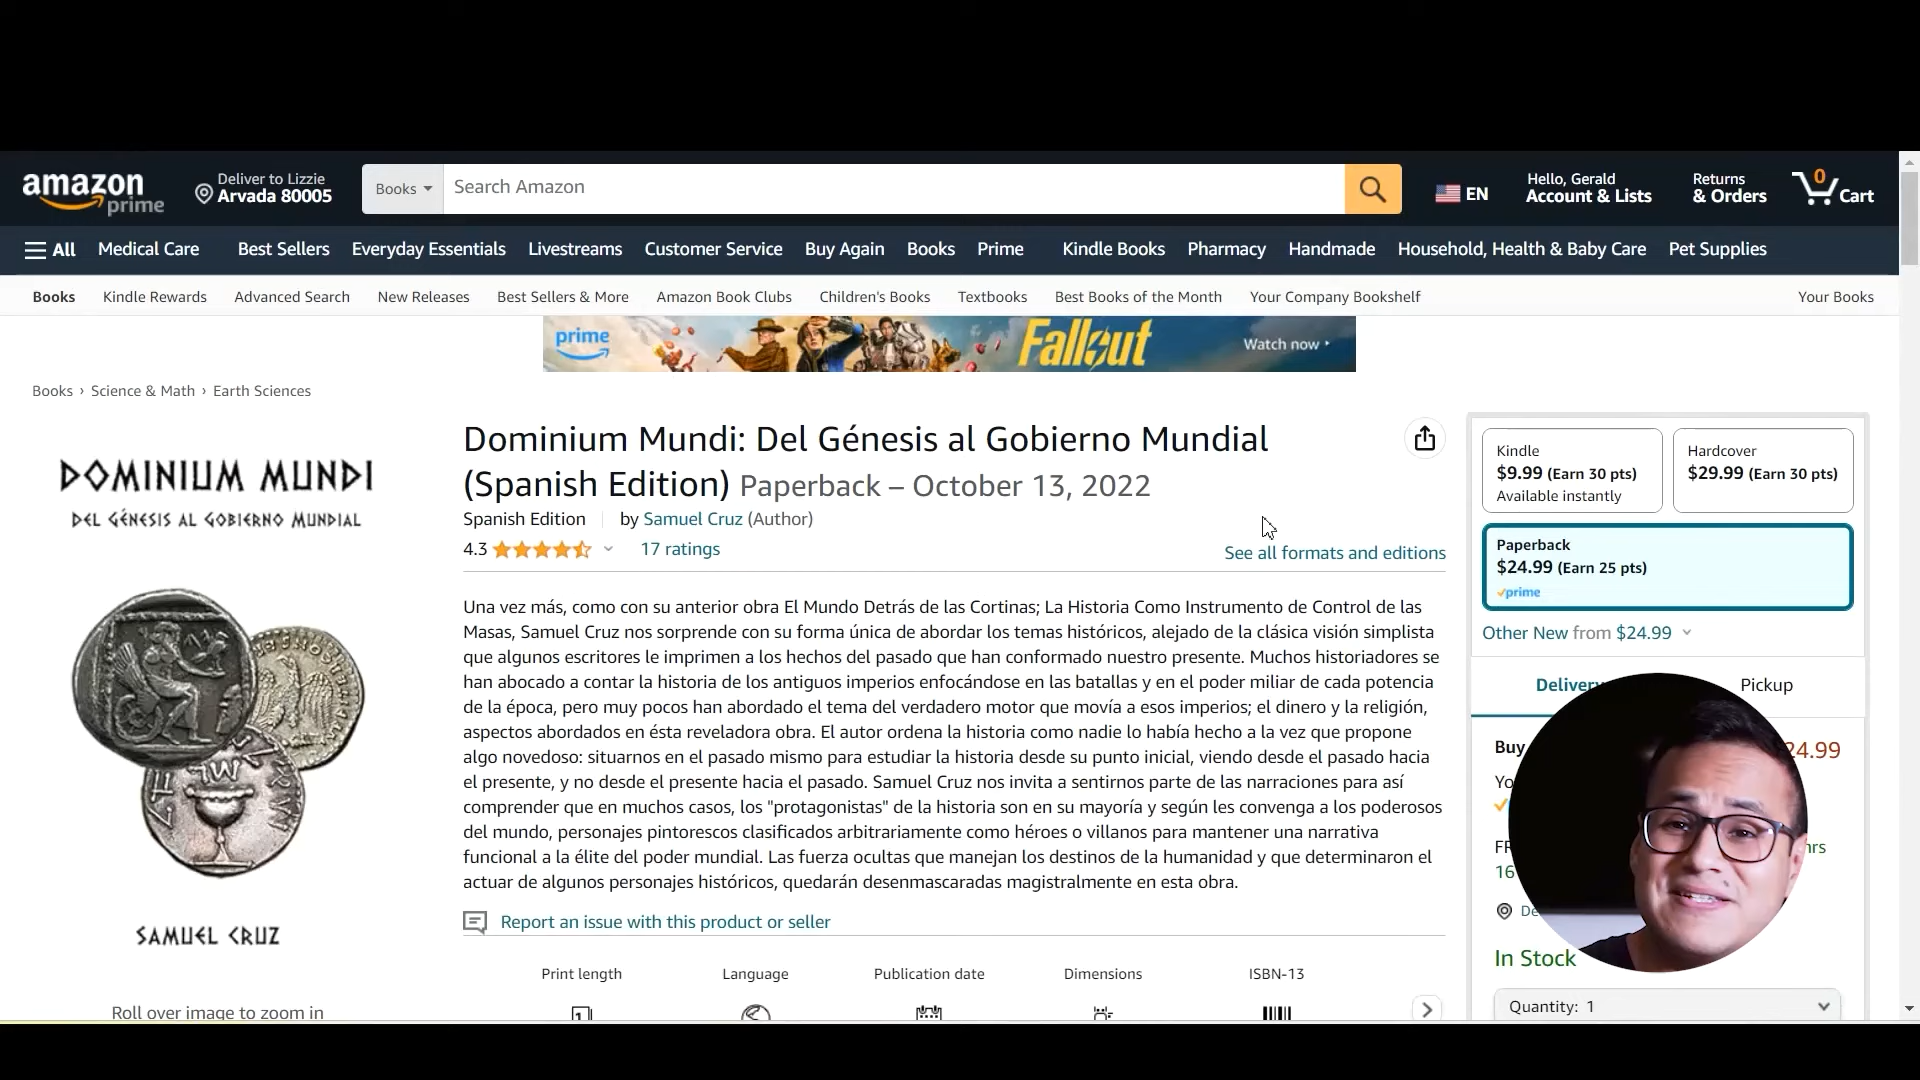 amazon
prime
Deliver to Lizzie
Arvada 80005
Books
Search Amazon
EN
Hello, Gerald
Account & Lists
Returns
& Orders
0
Cart
All
Medical Care
Best Sellers
Everyday Essentials
Livestreams
Customer Service
Buy Again
Books
Prime
Kindle Books
Pharmacy
Handmade
Household, Health & Baby Care
Pet Supplies
Books
Kindle Rewards
Advanced Search
New Releases
Best Sellers & More
Amazon Book Clubs
Children's Books
Textbooks
Best Books of the Month
Your Company Bookshelf
Your Books
prime
Fallout
Watch now
Books › Science & Math › Earth Sciences
DOMINIUM MUNDI
DEL GÉNESIS AL GOBIERNO MUNDIAL
SAMUEL CRUZ
Roll over image to zoom in
Dominium Mundi: Del Génesis al Gobierno Mundial
(Spanish Edition) Paperback – October 13, 2022
Spanish Edition
by Samuel Cruz (Author)
4.3
17 ratings
See all formats and editions
Una vez más, como con su anterior obra El Mundo Detrás de las Cortinas; La Historia Como Instrumento de Control de las
Masas, Samuel Cruz nos sorprende con su forma única de abordar los temas históricos, alejado de la clásica visión simplista
que algunos escritores le imprimen a los hechos del pasado que han conformado nuestro presente. Muchos historiadores se
han abocado a contar la historia de los antiguos imperios enfocándose en las batallas y en el poder miliar de cada potencia
de la época, pero muy pocos han abordado el tema del verdadero motor que movía a esos imperios; el dinero y la religión,
aspectos abordados en ésta reveladora obra. El autor ordena la historia como nadie lo había hecho a la vez que propone
algo novedoso: situarnos en el pasado mismo para estudiar la historia desde su punto inicial, viendo desde el pasado hacia
el presente, y no desde el presente hacia el pasado. Samuel Cruz nos invita a sentirnos parte de las narraciones para así
comprender que en muchos casos, los "protagonistas" de la historia son en su mayoría y según les convenga a los poderosos
del mundo, personajes pintorescos clasificados arbitrariamente como héroes o villanos para mantener una narrativa
funcional a la élite del poder mundial. Las fuerza ocultas que manejan los destinos de la humanidad y que determinaron el
actuar de algunos personajes históricos, quedarán desenmascaradas magistralmente en esta obra.
Report an issue with this product or seller
Print length
Language
Publication date
Dimensions
ISBN-13
Kindle
$9.99 (Earn 30 pts)
Available instantly
Hardcover
$29.99 (Earn 30 pts)
Paperback
$24.99 (Earn 25 pts)
prime
Other New from $24.99
Delivery
Pickup
Buy
24.99
In Stock
Quantity: 1